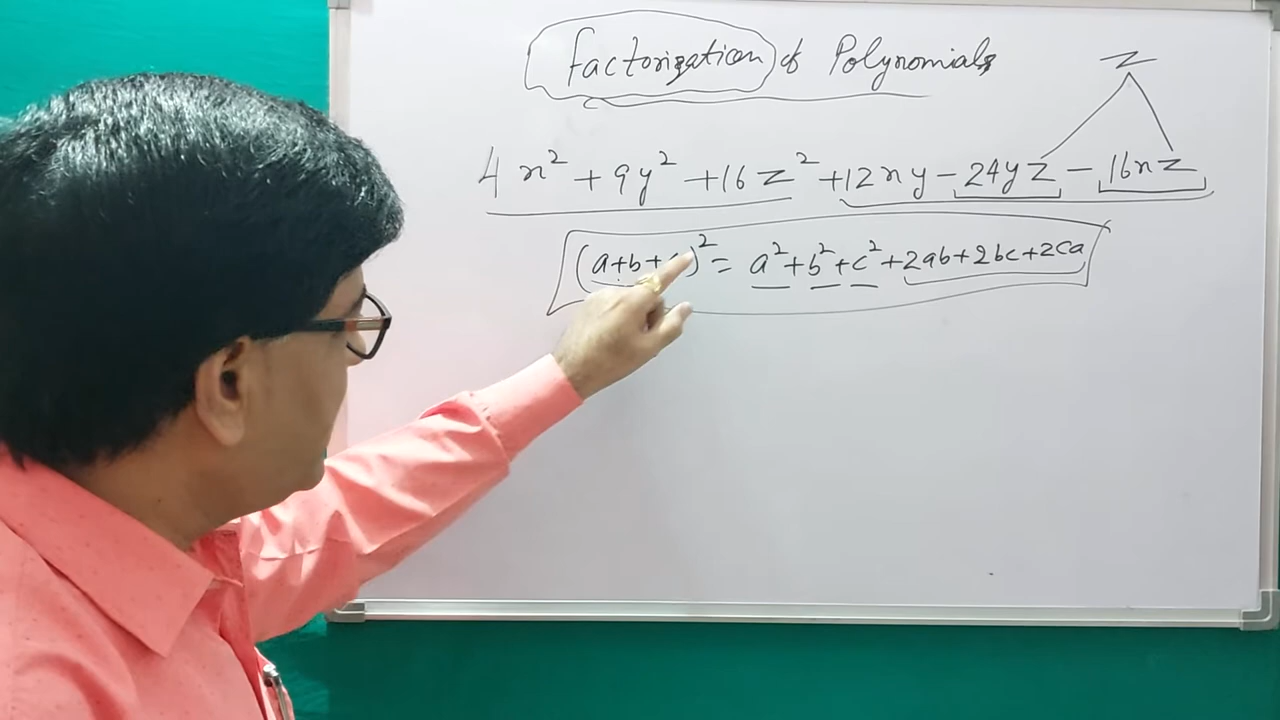 Factorization of Polynomials
z
4x² + 9y² + 16z² + 12xy - 24yz - 16xz
(a+b+c)² = a² + b² + c² + 2ab + 2bc + 2ca